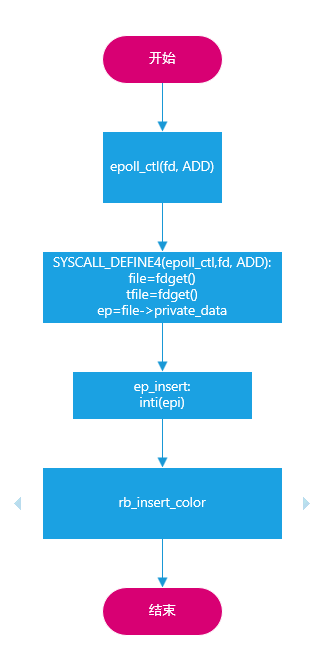 开始
epoll_ctl(fd, ADD)
SYSCALL_DEFINE4(epoll_ctl,fd, ADD):
file=fdget()
tfile=fdget()
ep=file->private_data
ep_insert:
inti(epi)
rb_insert_color
结束